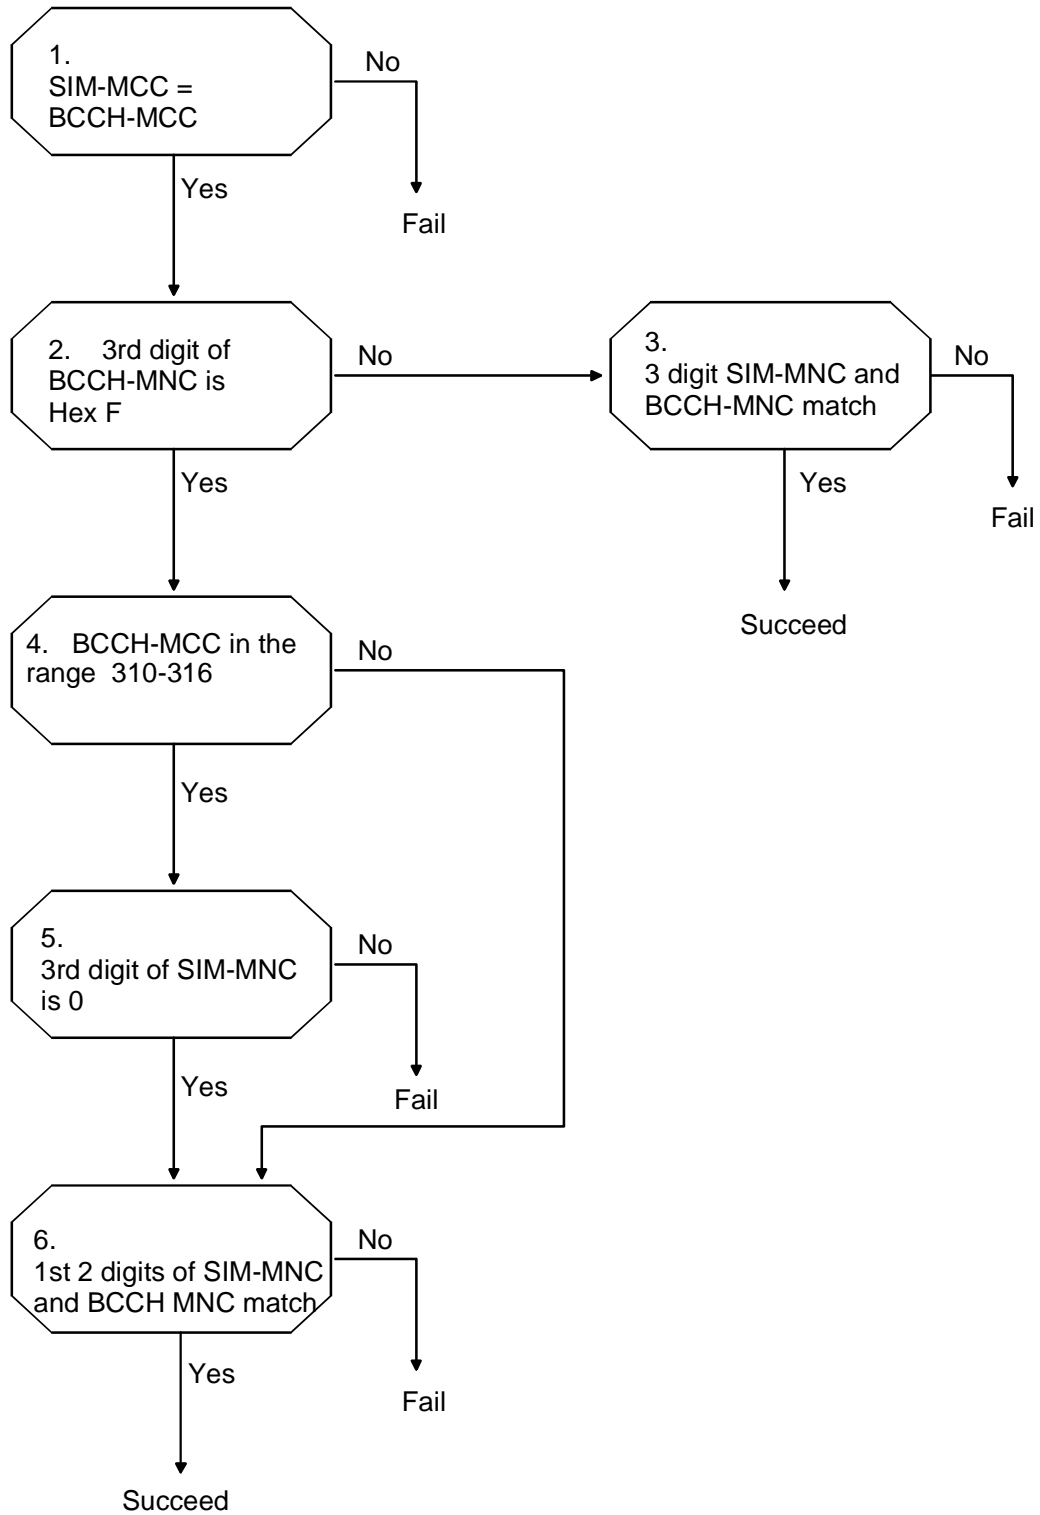 1.
SIM-MCC =
BCCH-MCC
No
Yes
Fail
2. 3rd digit of
BCCH-MNC is
Hex F
No
3.
3 digit SIM-MNC and
BCCH-MNC match
No
Yes
Yes
Fail
Succeed
4. BCCH-MCC in the
range 310-316
No
Yes
5.
3rd digit of SIM-MNC
is 0
No
Yes
Fail
6.
1st 2 digits of SIM-MNC
and BCCH MNC match
No
Yes
Fail
Succeed